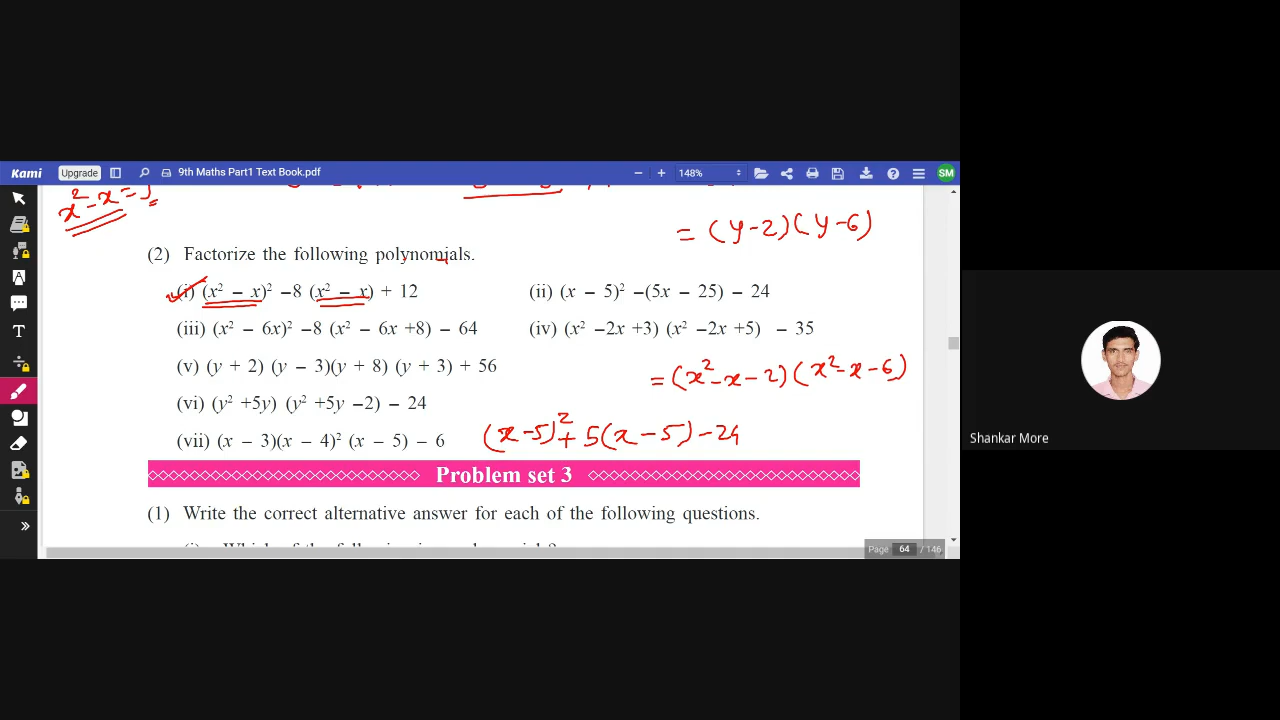 Kami
Upgrade
9th Maths Part1 Text Book.pdf
148%
SM
x² - x = y
= (y-2)(y-6)
(2) Factorize the following polynomials.
(i) (x² − x)² −8 (x² − x) + 12
(ii) (x − 5)² −(5x − 25) − 24
(iii) (x² − 6x)² −8 (x² − 6x +8) − 64
(iv) (x² −2x +3) (x² −2x +5) − 35
(v) (y + 2) (y − 3)(y + 8) (y + 3) + 56
= (x²-x-2)(x²-x-6)
(vi) (y² +5y) (y² +5y −2) − 24
(vii) (x − 3)(x − 4)² (x − 5) − 6
(x-5)² + 5(x-5) - 24
Problem set 3
(1) Write the correct alternative answer for each of the following questions.
Page 64 / 146
Shankar More